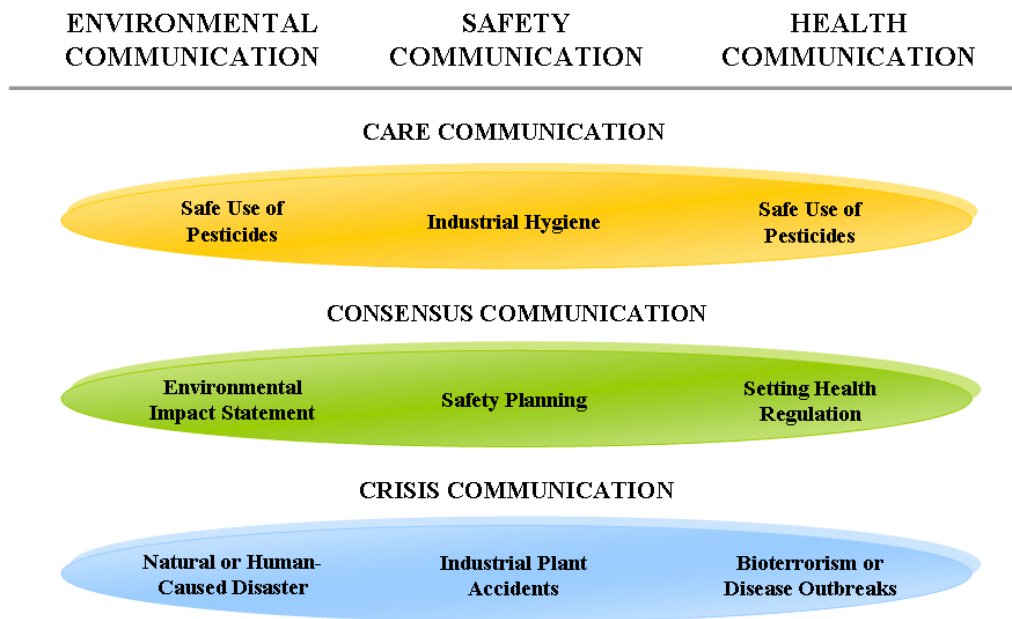 ENVIRONMENTAL
COMMUNICATION
SAFETY
COMMUNICATION
HEALTH
COMMUNICATION
CARE COMMUNICATION
Safe Use of
Pesticides
Industrial Hygiene
Safe Use of
Pesticides
CONSENSUS COMMUNICATION
Environmental
Impact Statement
Safety Planning
Setting Health
Regulation
CRISIS COMMUNICATION
Natural or Human-
Caused Disaster
Industrial Plant
Accidents
Bioterrorism or
Disease Outbreaks